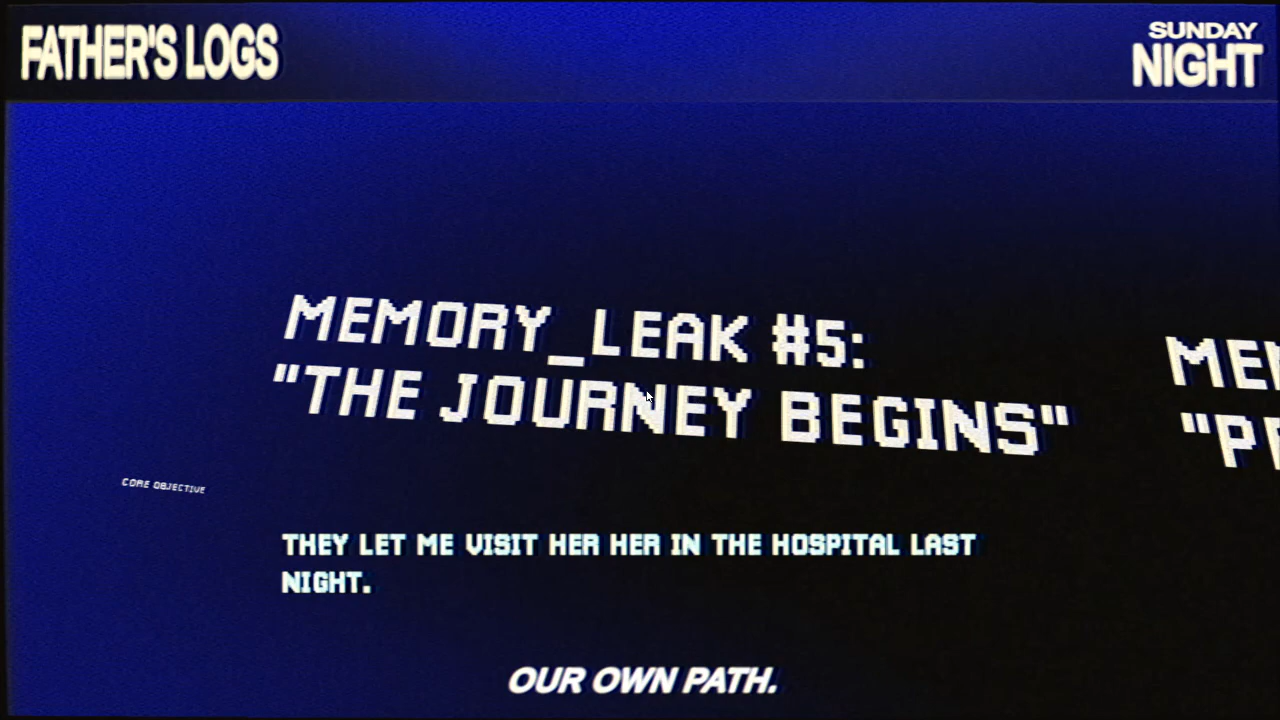 FATHER'S LOGS
SUNDAY
NIGHT
MEMORY_LEAK #5:
"THE JOURNEY BEGINS"
CORE OBJECTIVE
THEY LET ME VISIT HER HER IN THE HOSPITAL LAST
NIGHT.
OUR OWN PATH.